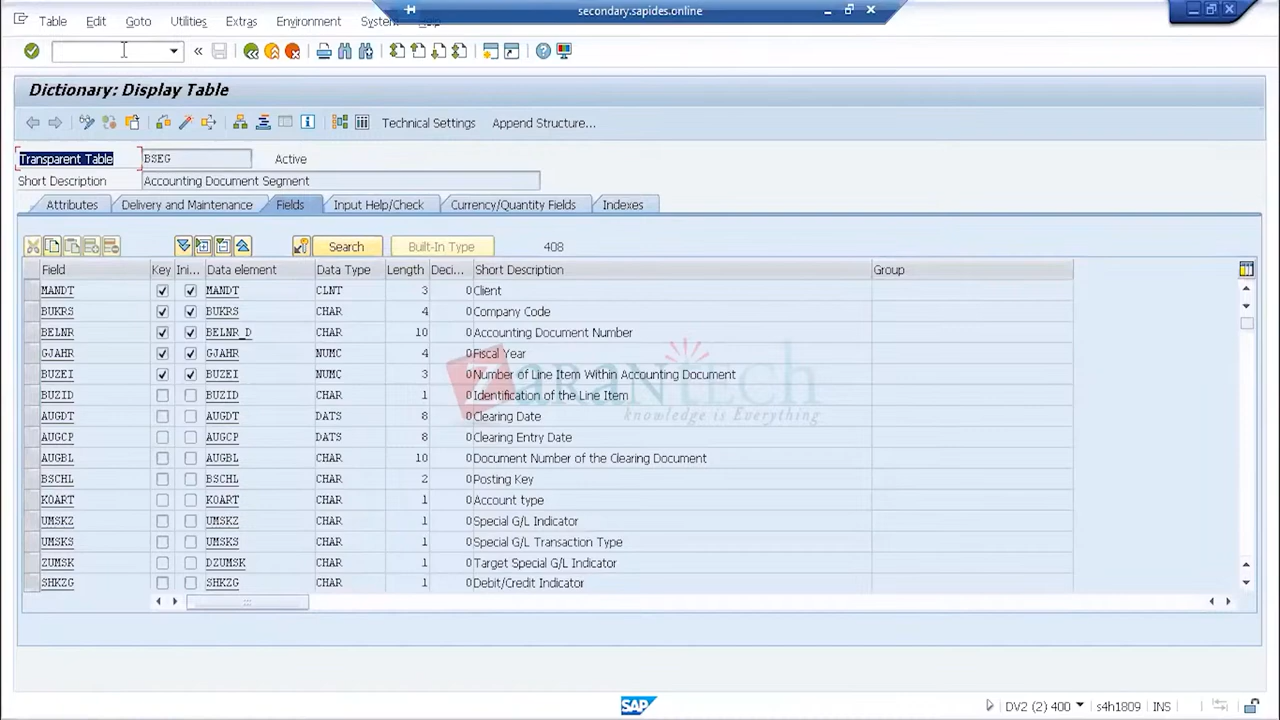 secondary.sapides.online
Table Edit Goto Utilities Extras Environment System Help
Dictionary: Display Table
Technical Settings Append Structure...
Transparent Table BSEG Active
Short Description Accounting Document Segment
Attributes Delivery and Maintenance Fields Input Help/Check Currency/Quantity Fields Indexes
Search Built-In Type 408
Field Key Ini... Data element Data Type Length Deci... Short Description Group
MANDT MANDT CLNT 3 0 Client
BUKRS BUKRS CHAR 4 0 Company Code
BELNR BELNR_D CHAR 10 0 Accounting Document Number
GJAHR GJAHR NUMC 4 0 Fiscal Year
BUZEI BUZEI NUMC 3 0 Number of Line Item Within Accounting Document
BUZID BUZID CHAR 1 0 Identification of the Line Item
AUGDT AUGDT DATS 8 0 Clearing Date
AUGCP AUGCP DATS 8 0 Clearing Entry Date
AUGBL AUGBL CHAR 10 0 Document Number of the Clearing Document
BSCHL BSCHL CHAR 2 0 Posting Key
KOART KOART CHAR 1 0 Account type
UMSKZ UMSKZ CHAR 1 0 Special G/L Indicator
UMSKS UMSKS CHAR 1 0 Special G/L Transaction Type
ZUMSK DZUMSK CHAR 1 0 Target Special G/L Indicator
SHKZG SHKZG CHAR 1 0 Debit/Credit Indicator
ZaranTech
knowledge is Everything
SAP DV2 (2) 400 s4h1809 INS